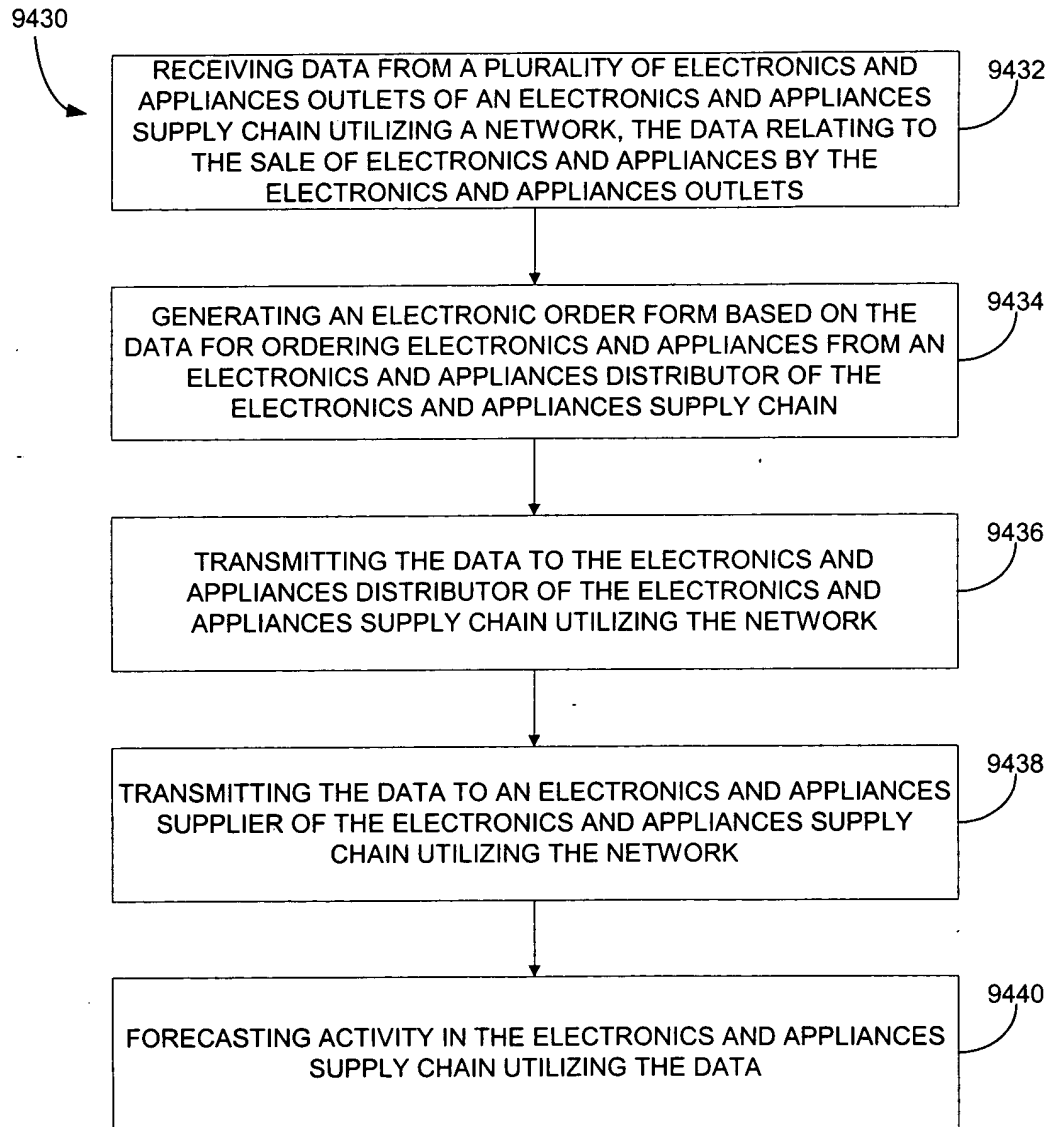 9430
RECEIVING DATA FROM A PLURALITY OF ELECTRONICS AND
APPLIANCES OUTLETS OF AN ELECTRONICS AND APPLIANCES
SUPPLY CHAIN UTILIZING A NETWORK, THE DATA RELATING TO
THE SALE OF ELECTRONICS AND APPLIANCES BY THE
ELECTRONICS AND APPLIANCES OUTLETS
9432
GENERATING AN ELECTRONIC ORDER FORM BASED ON THE
DATA FOR ORDERING ELECTRONICS AND APPLIANCES FROM AN
ELECTRONICS AND APPLIANCES DISTRIBUTOR OF THE
ELECTRONICS AND APPLIANCES SUPPLY CHAIN
9434
TRANSMITTING THE DATA TO THE ELECTRONICS AND
APPLIANCES DISTRIBUTOR OF THE ELECTRONICS AND
APPLIANCES SUPPLY CHAIN UTILIZING THE NETWORK
9436
TRANSMITTING THE DATA TO AN ELECTRONICS AND APPLIANCES
SUPPLIER OF THE ELECTRONICS AND APPLIANCES SUPPLY
CHAIN UTILIZING THE NETWORK
9438
FORECASTING ACTIVITY IN THE ELECTRONICS AND APPLIANCES
SUPPLY CHAIN UTILIZING THE DATA
9440